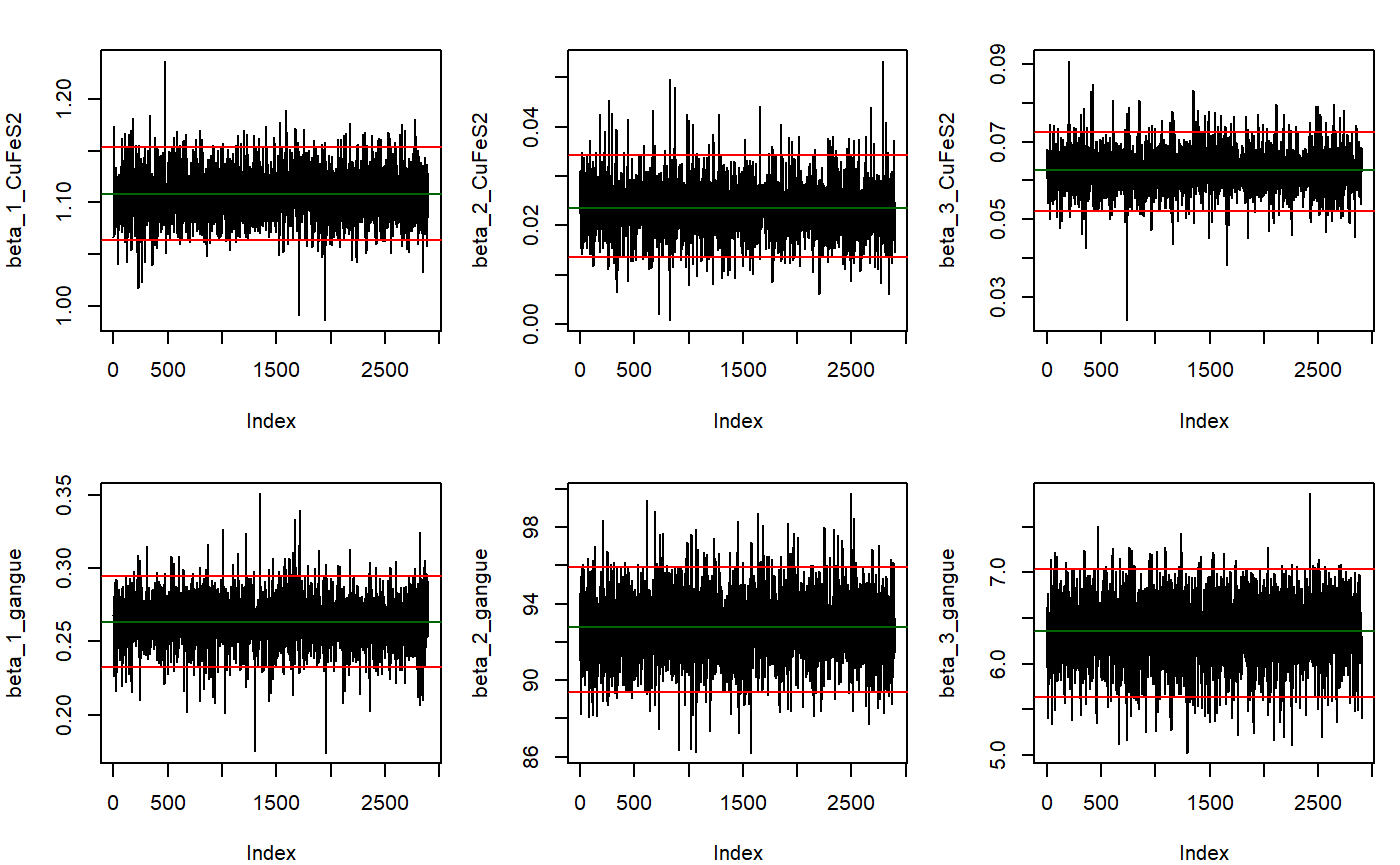 beta_1_CuFeS2
1.00 1.10 1.20
0 500 1500 2500
Index
beta_2_CuFeS2
0.00 0.02 0.04
0 500 1500 2500
Index
beta_3_CuFeS2
0.03 0.05 0.07 0.09
0 500 1500 2500
Index
beta_1_gangue
0.20 0.25 0.30 0.35
0 500 1500 2500
Index
beta_2_gangue
86 90 94 98
0 500 1500 2500
Index
beta_3_gangue
5.0 6.0 7.0
0 500 1500 2500
Index